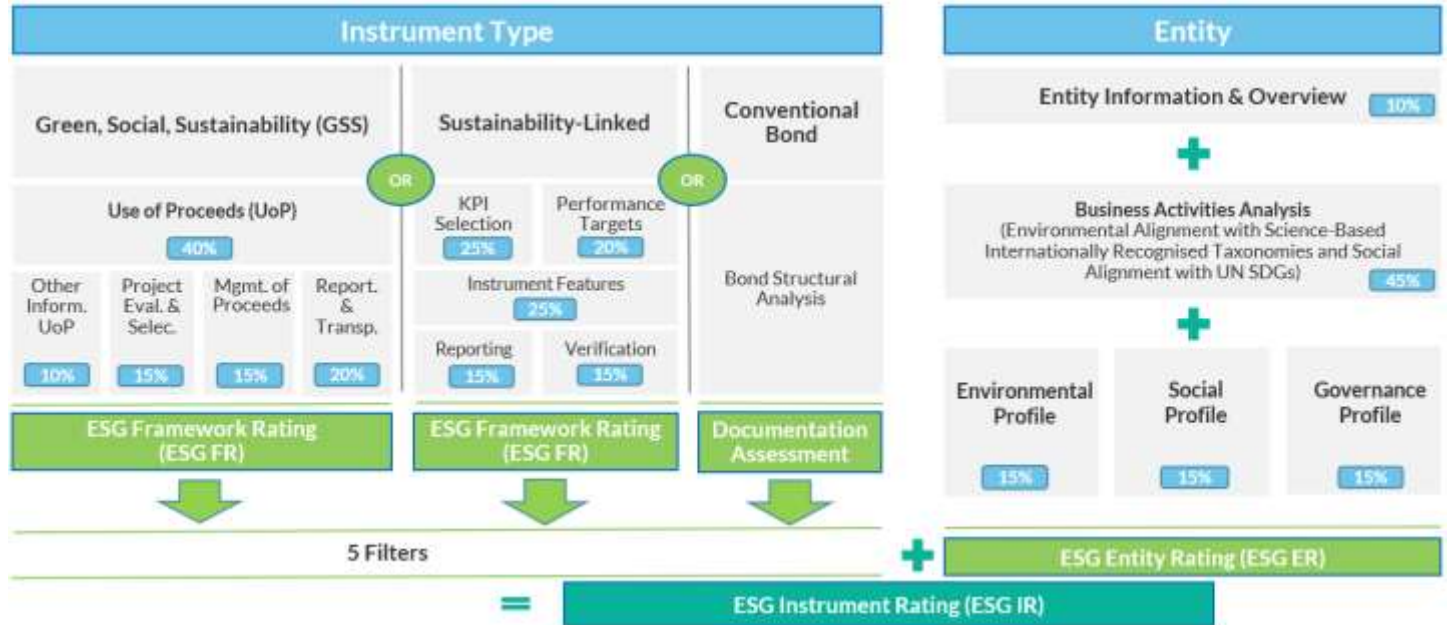 Instrument Type
Green, Social, Sustainability (GSS)
OR
Sustainability-Linked
OR
Conventional
Bond
Use of Proceeds (UoP)
40%
Other
Inform.
UoP
10%
Project
Eval. &
Selec.
15%
Mgmt. of
Proceeds
15%
Report.
&
Transp.
20%
KPI
Selection
25%
Performance
Targets
20%
Instrument Features
25%
Reporting
15%
Verification
15%
Bond Structural
Analysis
ESG Framework Rating
(ESG FR)
ESG Framework Rating
(ESG FR)
Documentation
Assessment
5 Filters
Entity
Entity Information & Overview
10%
+
Business Activities Analysis
(Environmental Alignment with Science-Based
Internationally Recognised Taxonomies and Social
Alignment with UN SDGs)
45%
+
Environmental
Profile
15%
Social
Profile
15%
Governance
Profile
15%
+
ESG Entity Rating (ESG ER)
=
ESG Instrument Rating (ESG IR)